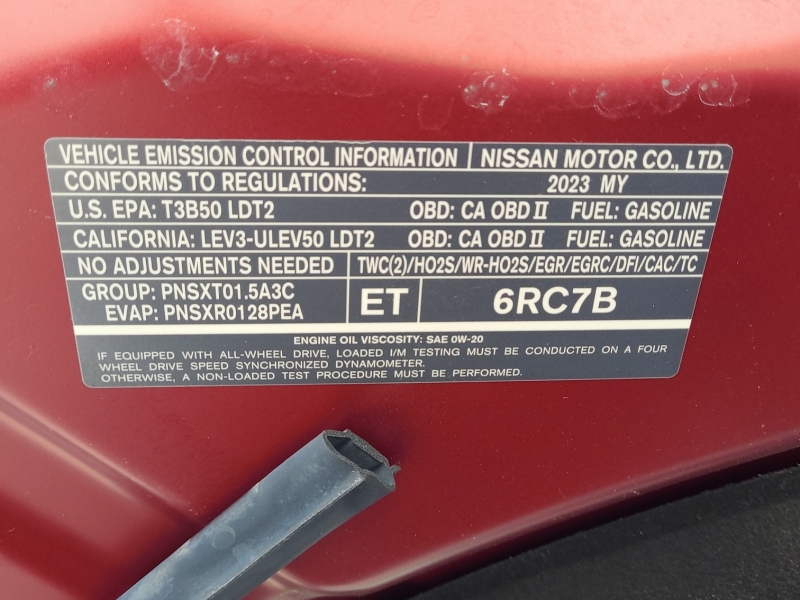 VEHICLE EMISSION CONTROL INFORMATION NISSAN MOTOR CO., LTD.
CONFORMS TO REGULATIONS: 2023 MY
U.S. EPA: T3B50 LDT2 OBD: CA OBD II FUEL: GASOLINE
CALIFORNIA: LEV3-ULEV50 LDT2 OBD: CA OBD II FUEL: GASOLINE
NO ADJUSTMENTS NEEDED TWC(2)/HO2S/WR-HO2S/EGR/EGRC/DFI/CAC/TC
GROUP: PNSXT01.5A3C
EVAP: PNSXR0128PEA
ET 6RC7B
ENGINE OIL VISCOSITY: SAE 0W-20
IF EQUIPPED WITH ALL-WHEEL DRIVE, LOADED I/M TESTING MUST BE CONDUCTED ON A FOUR
WHEEL DRIVE SPEED SYNCHRONIZED DYNAMOMETER.
OTHERWISE, A NON-LOADED TEST PROCEDURE MUST BE PERFORMED.